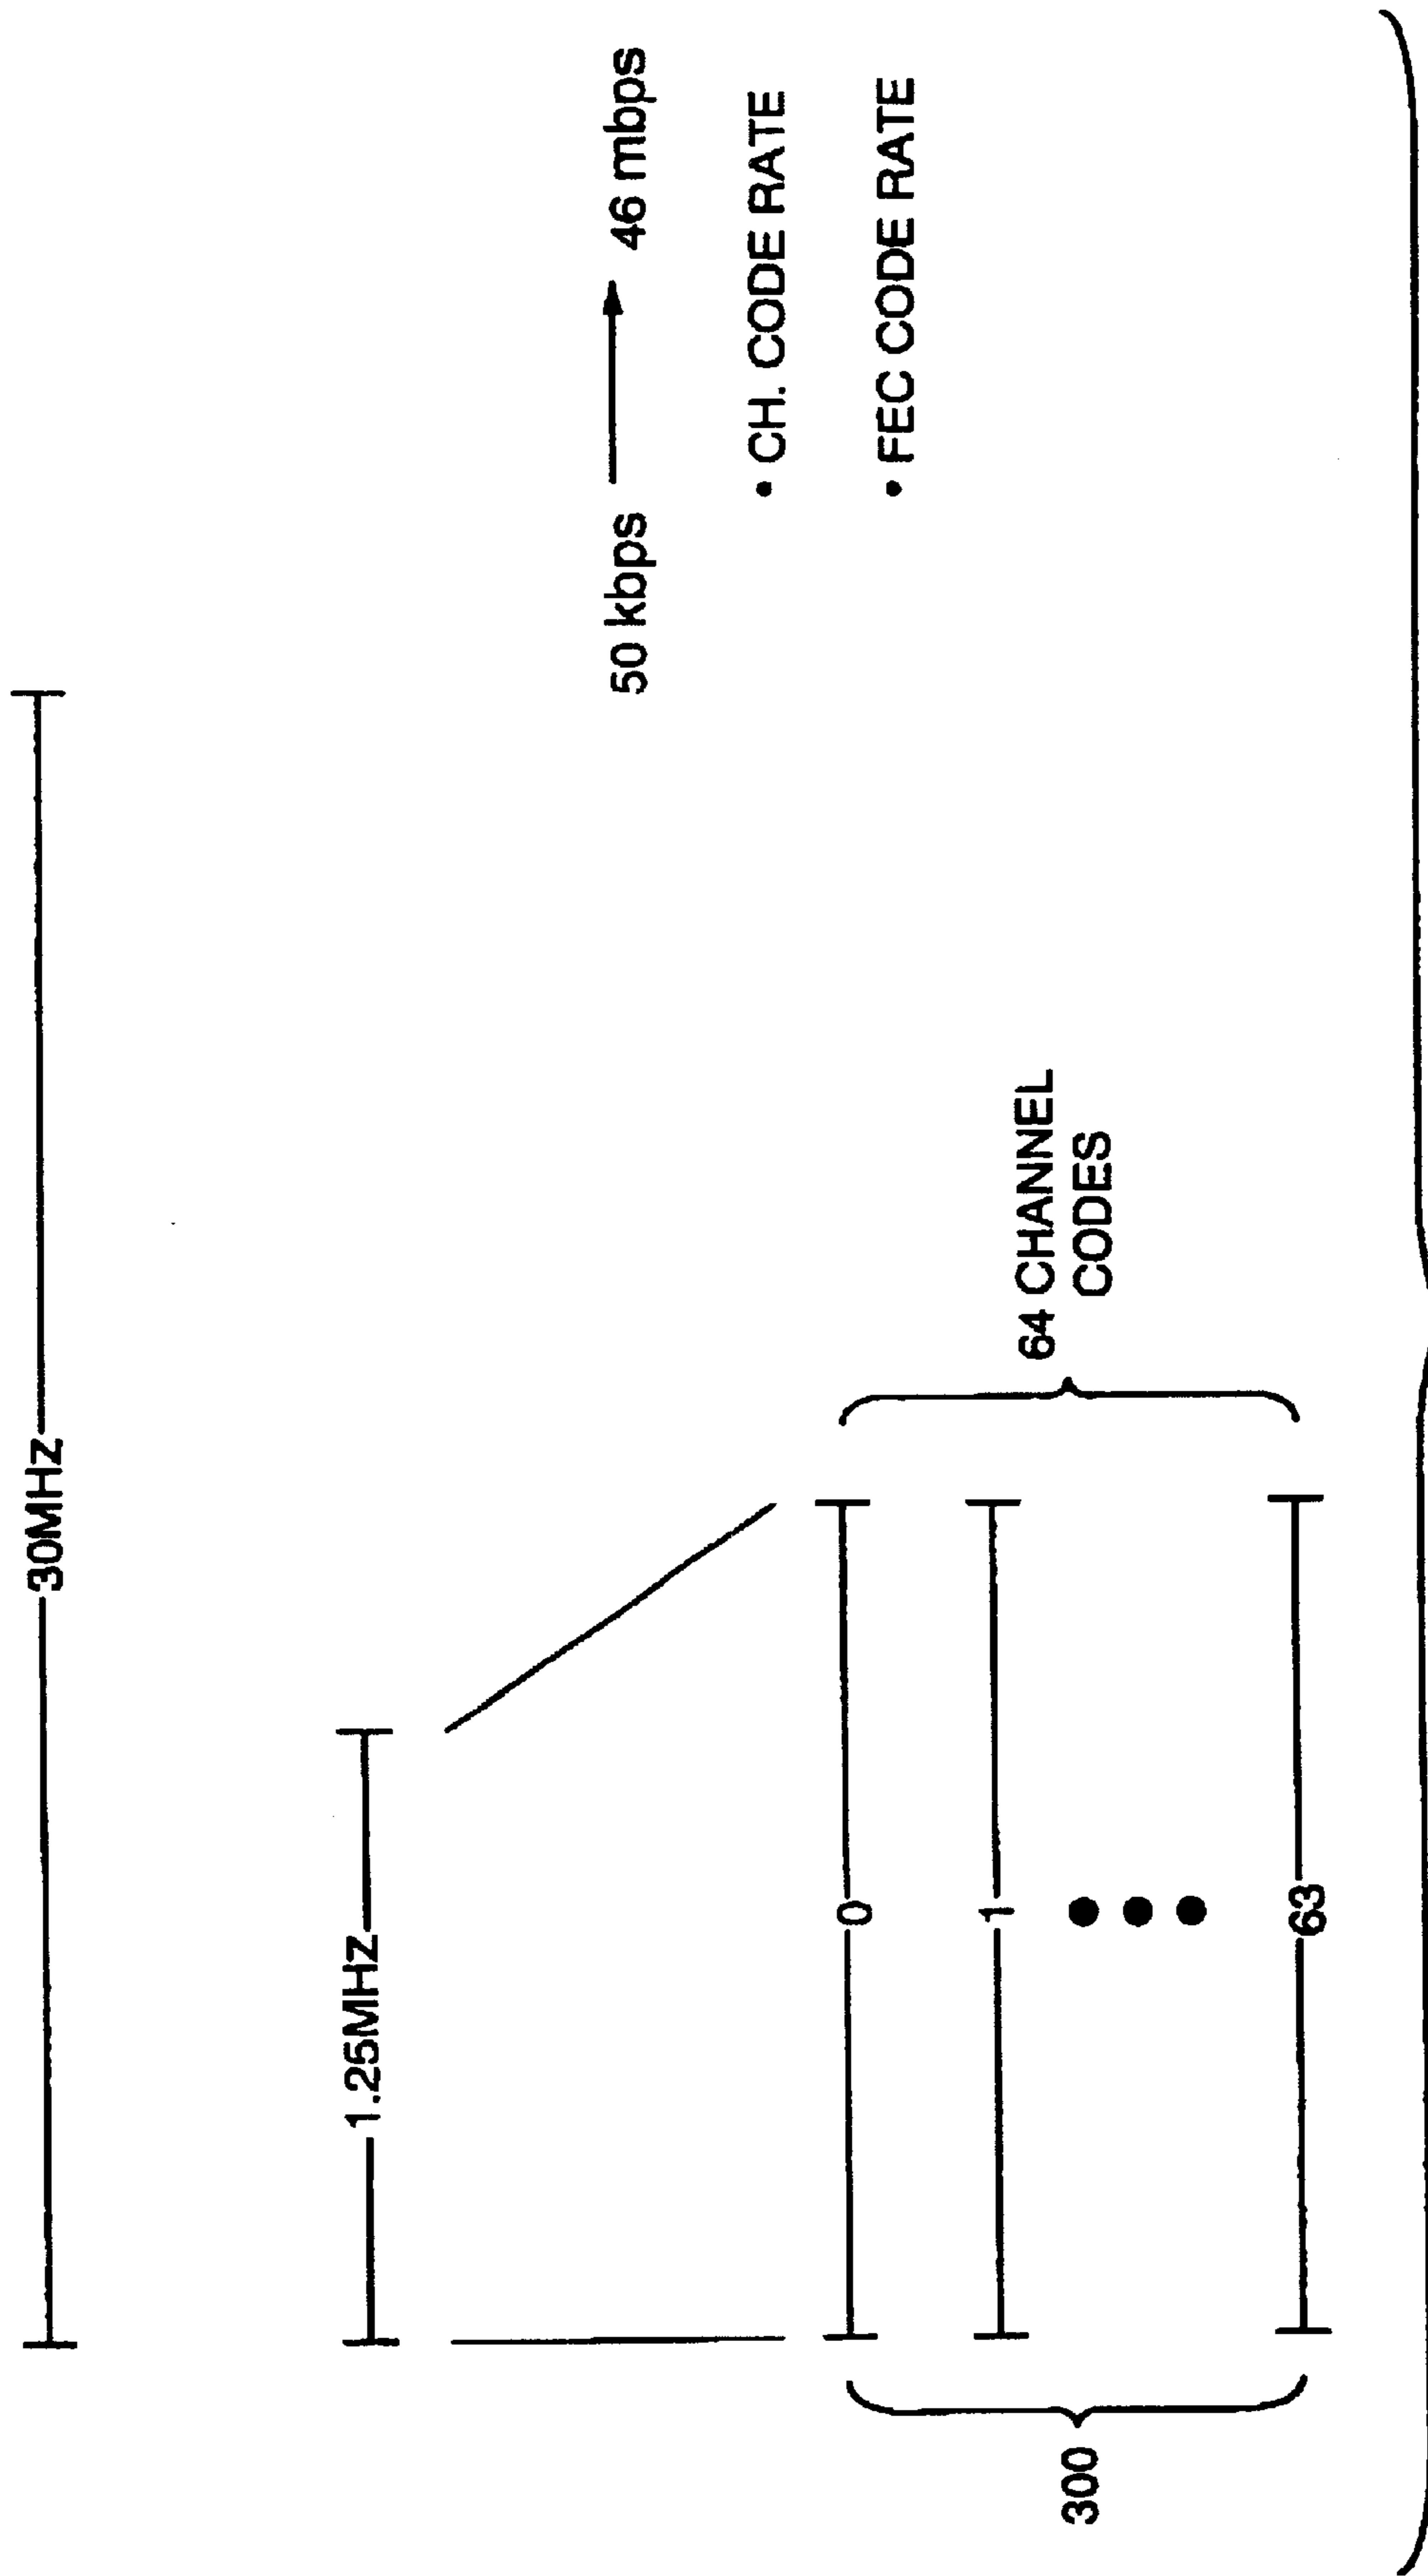 30MHz
1.25MHz
50 kbps 46 mbps
• CH. CODE RATE
• FEC CODE RATE
0
1
63
300
64 CHANNEL
CODES